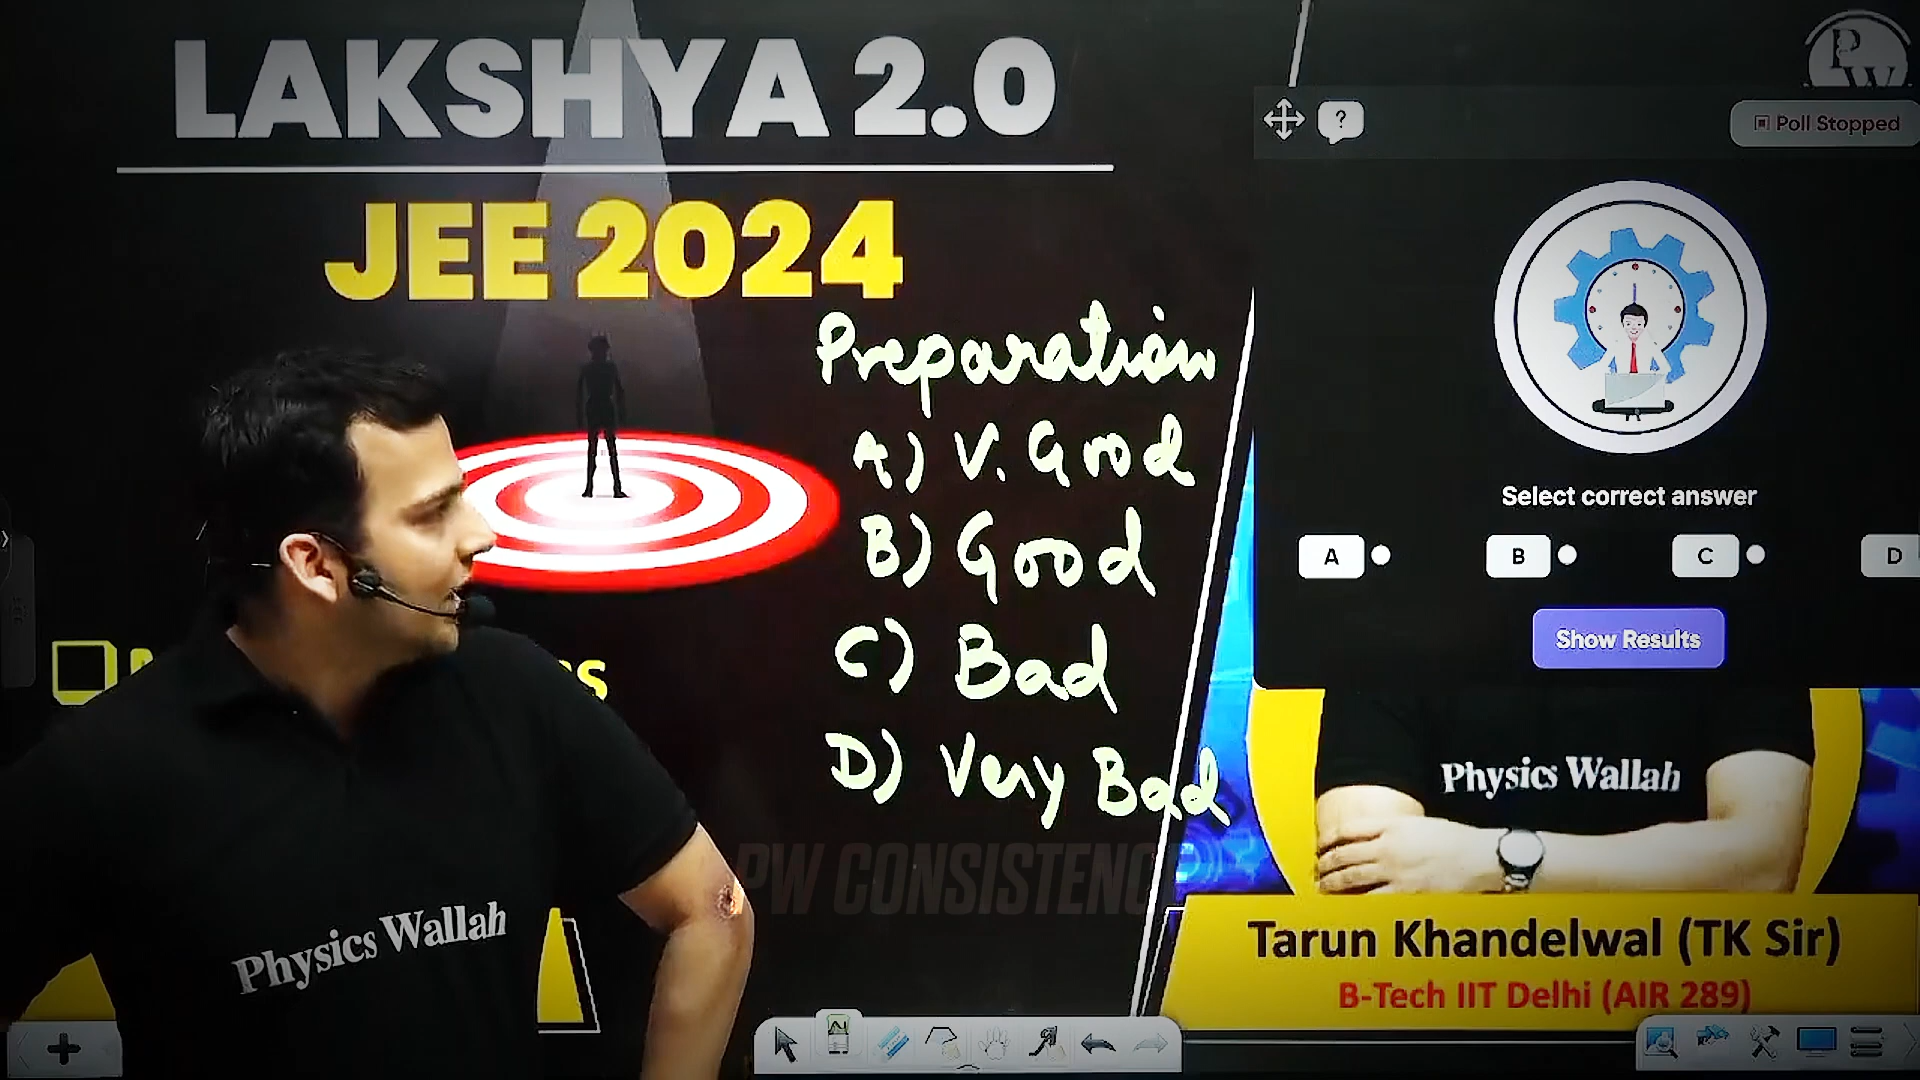 LAKSHYA 2.0
JEE 2024
Preparation
A) V. Good
B) Good
C) Bad
D) Very Bad
PW
?
Poll Stopped
Select correct answer
A
B
C
D
Show Results
Physics Wallah
PW CONSISTENC
Physics Wallah
Tarun Khandelwal (TK Sir)
B-Tech IIT Delhi (AIR 289)